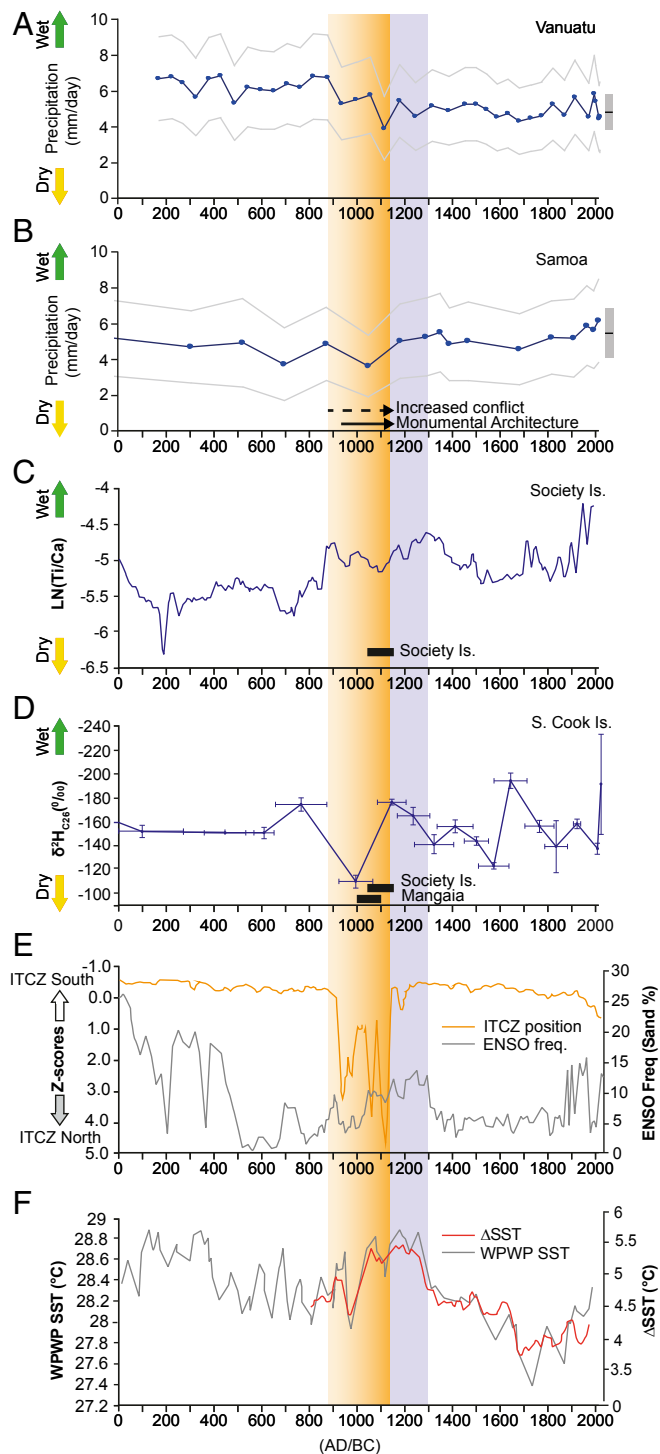 A
Wet
Precipitation
(mm/day)
Dry
Vanuatu
10
8
6
4
2
0
0 200 400 600 800 1000 1200 1400 1600 1800 2000
B
Wet
Precipitation
(mm/day)
Dry
Samoa
10
8
6
4
2
0
Increased conflict
Monumental Architecture
0 200 400 600 800 1000 1200 1400 1600 1800 2000
C
Wet
LN(Ti/Ca)
Dry
Society Is.
-4
-4.5
-5
-5.5
-6
-6.5
Society Is.
0 200 400 600 800 1000 1200 1400 1600 1800 2000
D
Wet
δ²H C26(⁰/₀₀)
Dry
S. Cook Is.
-240
-220
-200
-180
-160
-140
-120
-100
Society Is.
Mangaia
0 200 400 600 800 1000 1200 1400 1600 1800 2000
E
ITCZ South
Z-scores
ITCZ North
-1.0
0.0
1.0
2.0
3.0
4.0
5.0
ITCZ position
ENSO freq.
30
25
20
15
10
5
0
ENSO Freq (Sand %)
0 200 400 600 800 1000 1200 1400 1600 1800 2000
F
WPWP SST (°C)
29
28.8
28.6
28.4
28.2
28
27.8
27.6
27.4
27.2
ΔSST
WPWP SST
6
5.5
5
4.5
4
3.5
0
ΔSST (°C)
0 200 400 600 800 1000 1200 1400 1600 1800 2000
(AD/BC)